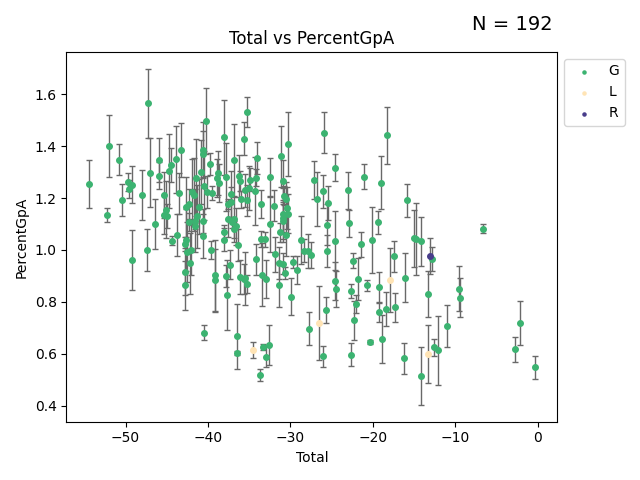 N = 192
Total vs PercentGpA
G
L
R
1.6
1.4
1.2
1.0
0.8
0.6
0.4
PercentGpA
−50
−40
−30
−20
−10
0
Total